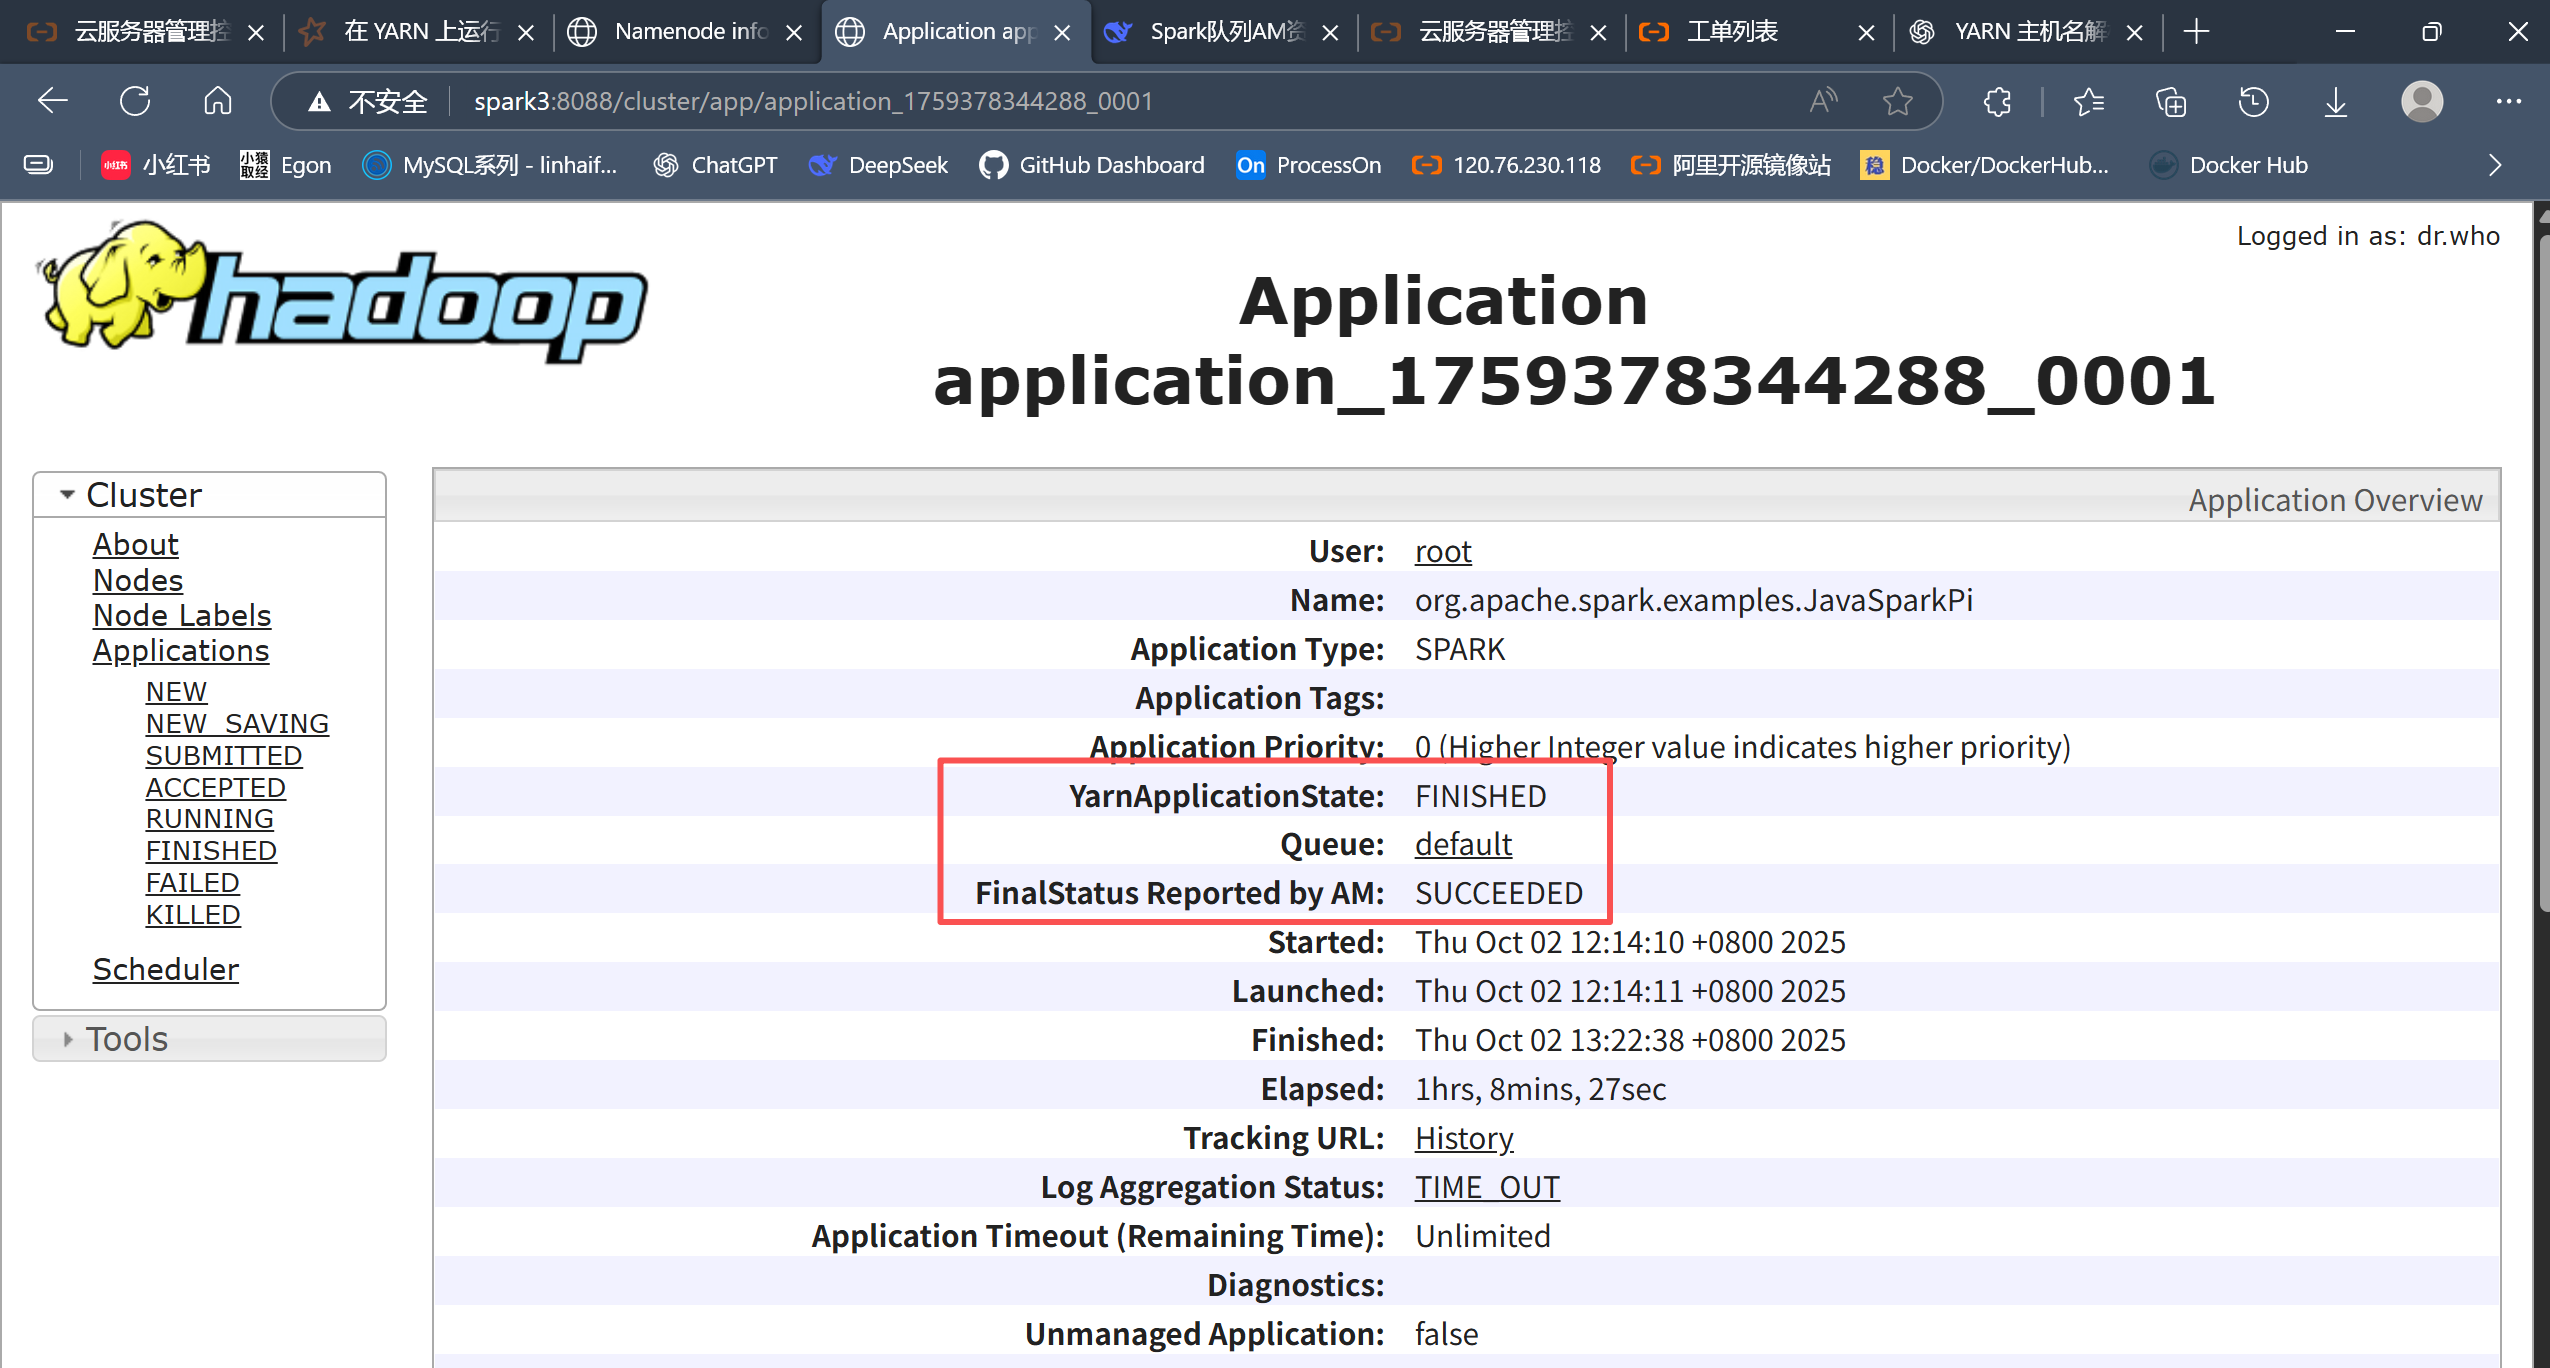 云服务器管理控
在 YARN 上运行
Namenode info
Application app
Spark队列AM资
云服务器管理控
工单列表
YARN 主机名解
不安全
spark3:8088/cluster/app/application_1759378344288_0001
小红书
小红书
小猿取经
Egon
MySQL系列 - linhaif...
ChatGPT
DeepSeek
GitHub Dashboard
On
ProcessOn
120.76.230.118
阿里开源镜像站
稳
Docker/DockerHub...
Docker Hub
hadoop
Logged in as: dr.who
Application
application_1759378344288_0001
Cluster
About
Nodes
Node Labels
Applications
NEW
NEW_SAVING
SUBMITTED
ACCEPTED
RUNNING
FINISHED
FAILED
KILLED
Scheduler
Tools
Application Overview
User: root
Name: org.apache.spark.examples.JavaSparkPi
Application Type: SPARK
Application Tags:
Application Priority: 0 (Higher Integer value indicates higher priority)
YarnApplicationState: FINISHED
Queue: default
FinalStatus Reported by AM: SUCCEEDED
Started: Thu Oct 02 12:14:10 +0800 2025
Launched: Thu Oct 02 12:14:11 +0800 2025
Finished: Thu Oct 02 13:22:38 +0800 2025
Elapsed: 1hrs, 8mins, 27sec
Tracking URL: History
Log Aggregation Status: TIME_OUT
Application Timeout (Remaining Time): Unlimited
Diagnostics:
Unmanaged Application: false